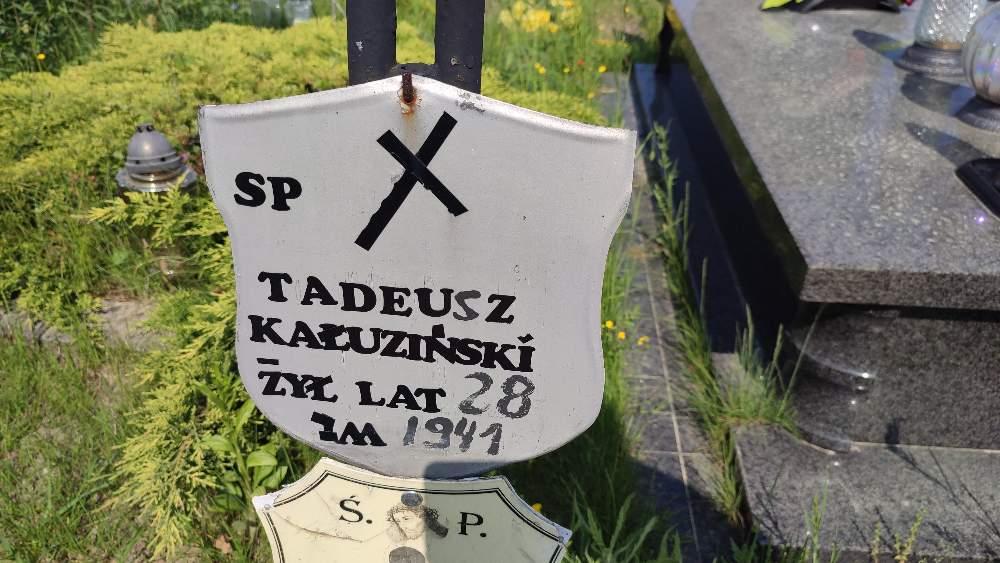 SP
TADEUSZ
KAŁUZIŃSKI
ŻYŁ LAT 28
ZM 1941
Ś. P.